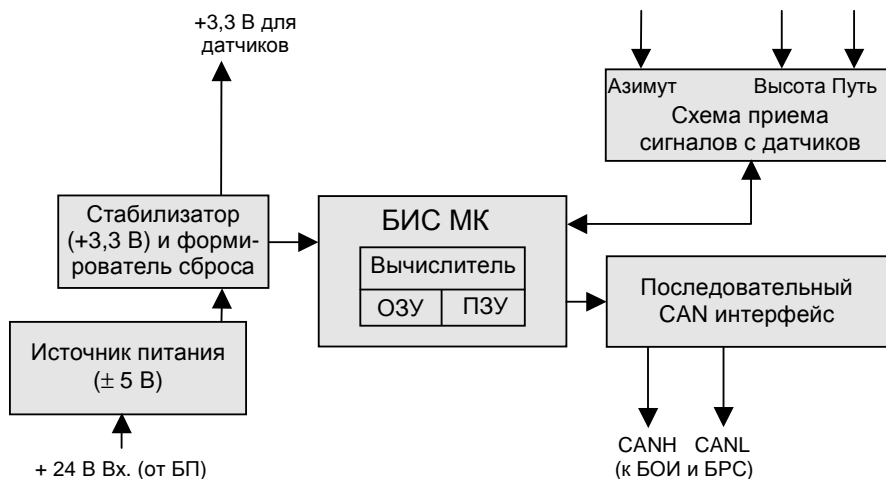 +3,3 В для
датчиков
Азимут
Высота Путь
Схема приема
сигналов с датчиков
Стабилизатор
(+3,3 В) и форми-
рователь сброса
БИС МК
Вычислитель
ОЗУ
ПЗУ
Последовательный
CAN интерфейс
Источник питания
(± 5 В)
+ 24 В Вх. (от БП)
CANH CANL
(к БОИ и БРС)